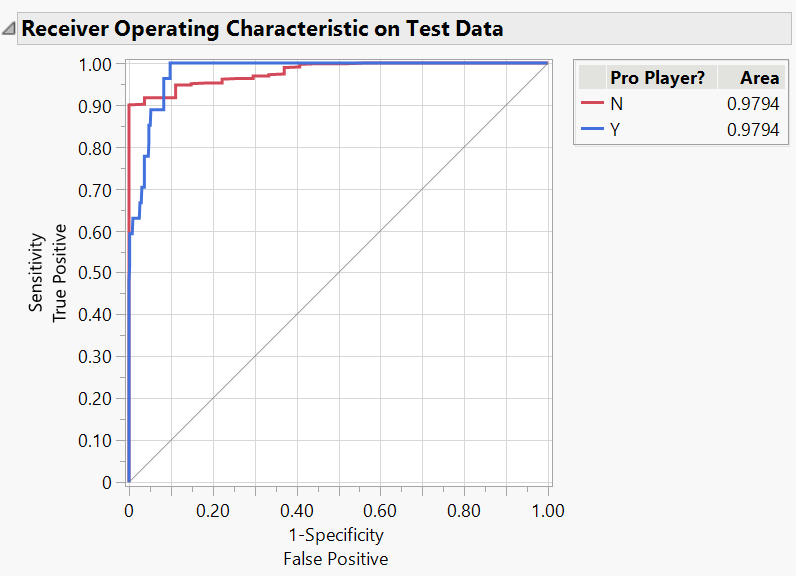 Receiver Operating Characteristic on Test Data
Pro Player? Area
N 0.9794
Y 0.9794
Sensitivity
True Positive
1.00
0.90
0.80
0.70
0.60
0.50
0.40
0.30
0.20
0.10
0
0 0.20 0.40 0.60 0.80 1.00
1-Specificity
False Positive